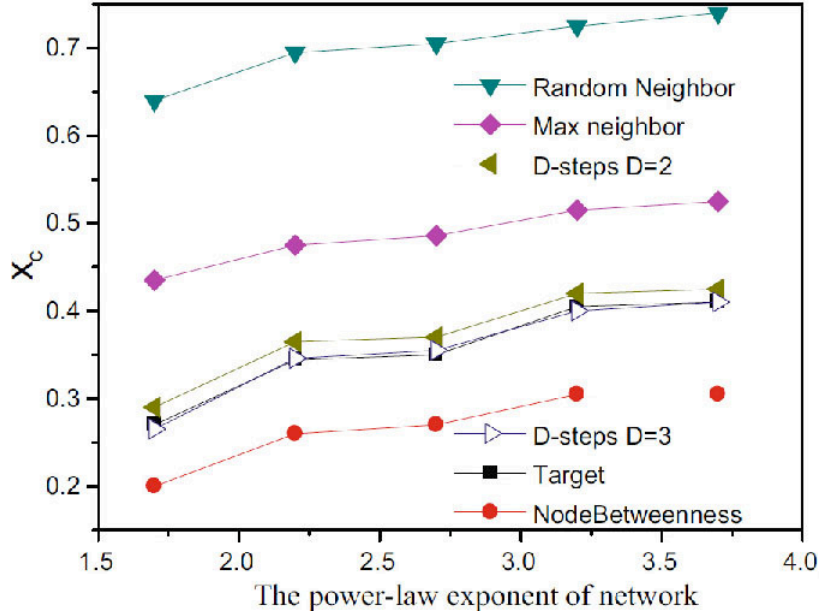 0.7
Random Neighbor
Max neighbor
0.6
D-steps D=2
0.5
Xc
0.4
0.3
D-steps D=3
Target
0.2
NodeBetweenness
1.5 2.0 2.5 3.0 3.5 4.0
The power-law exponent of network